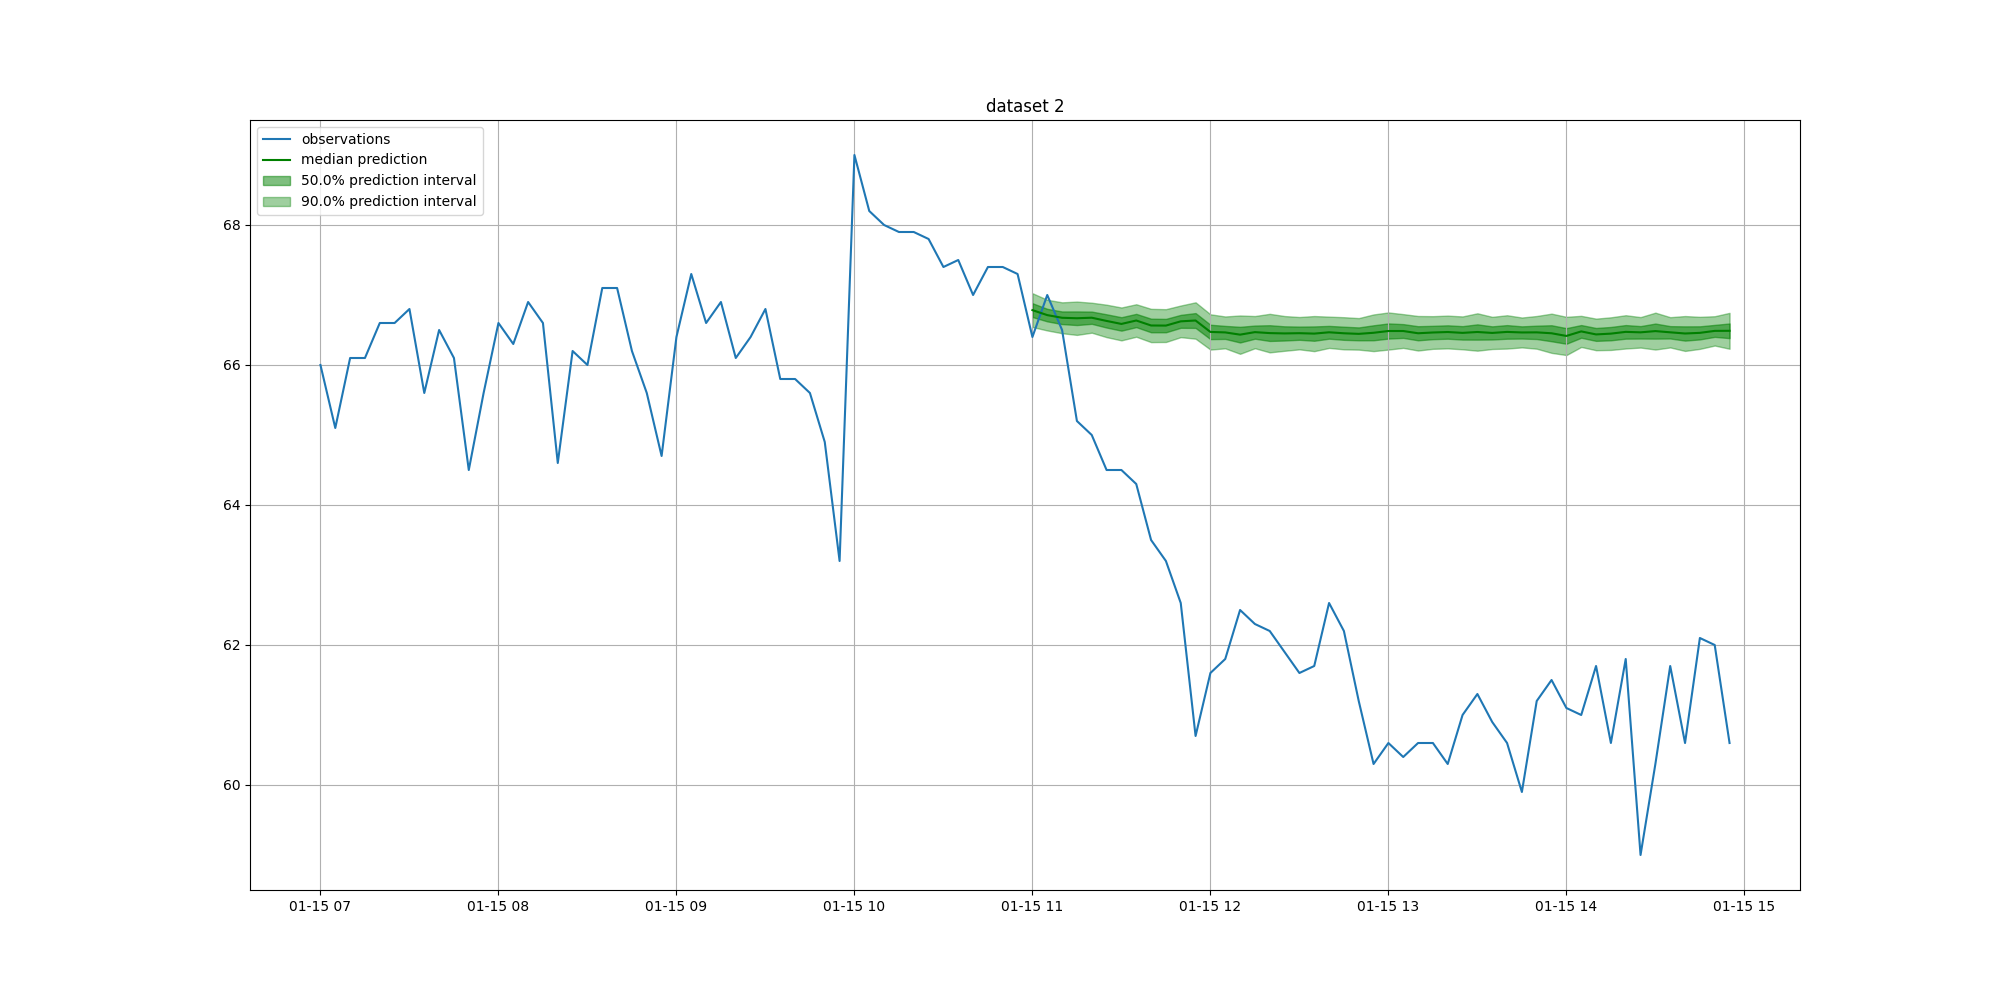 dataset 2
observations
median prediction
50.0% prediction interval
90.0% prediction interval
68
66
64
62
60
01-15 07
01-15 08
01-15 09
01-15 10
01-15 11
01-15 12
01-15 13
01-15 14
01-15 15